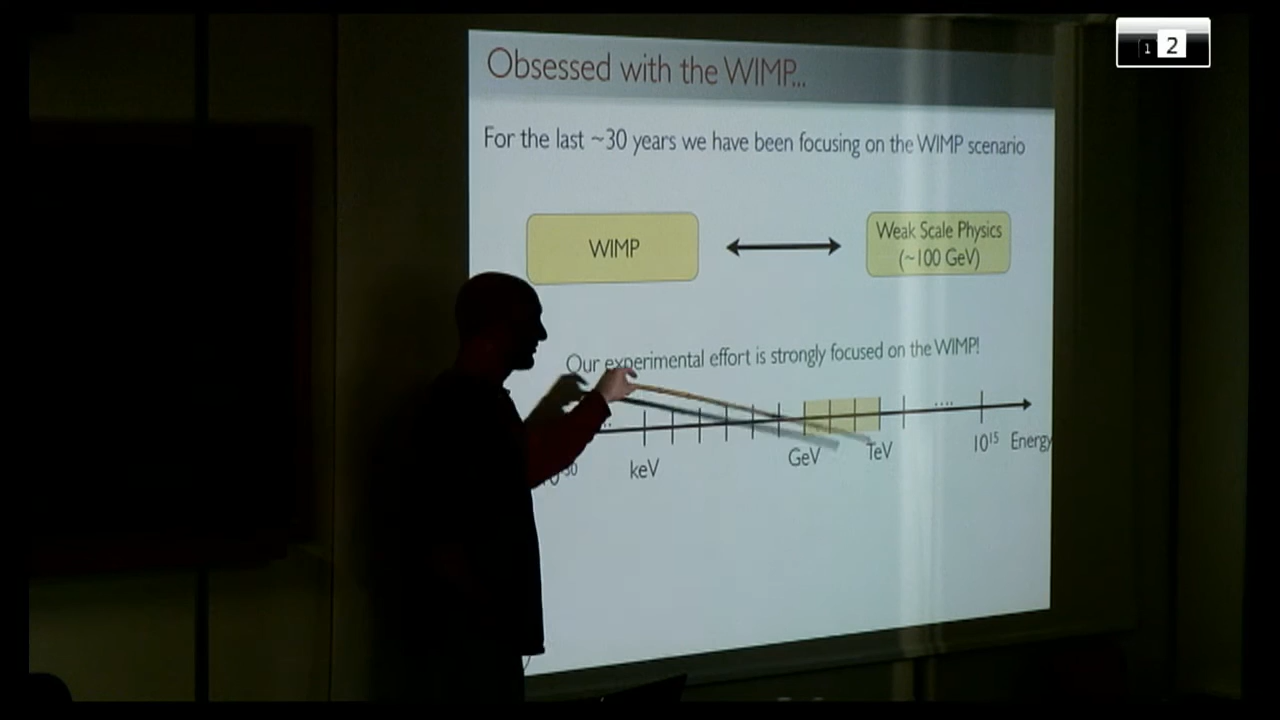 1 2
Obsessed with the WIMP...
For the last ~30 years we have been focusing on the WIMP scenario
WIMP
Weak Scale Physics
(~100 GeV)
Our experimental effort is strongly focused on the WIMP!
....
keV
GeV
TeV
10¹⁵
Energy